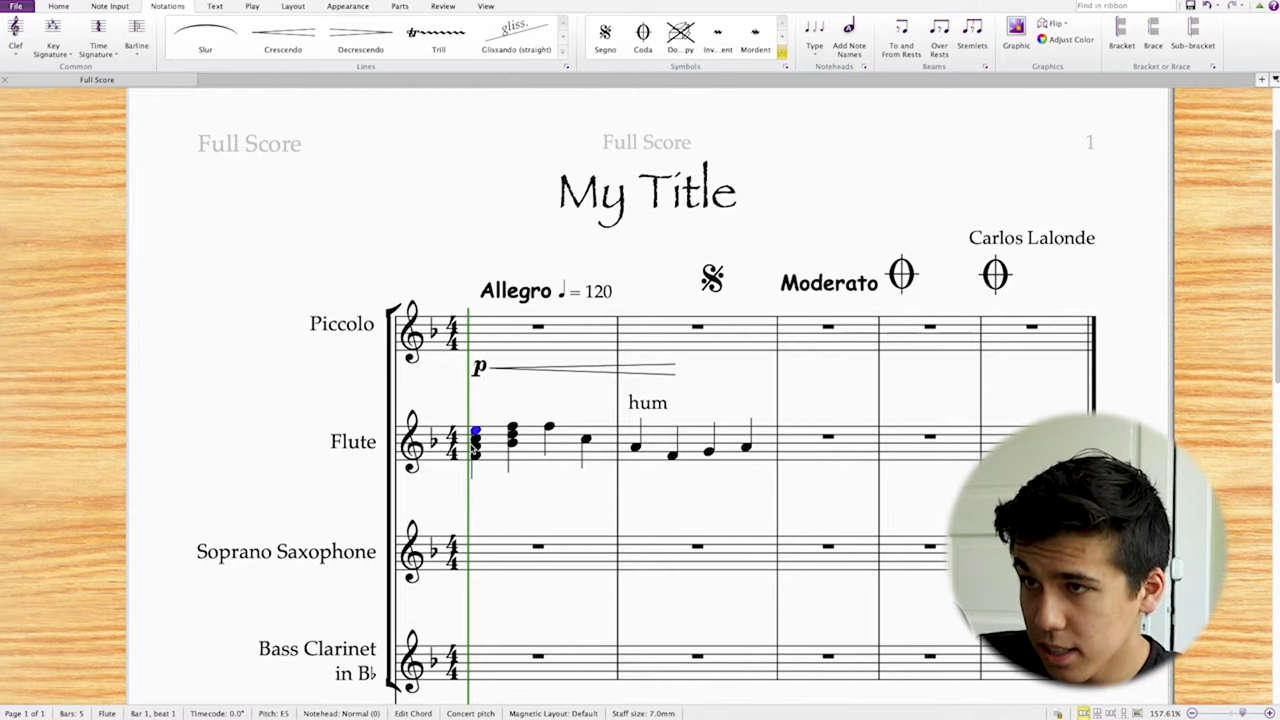 File Home Note Input Notations Text Play Layout Appearance Parts Review View Find in ribbon
Clef Key Signature Time Signature Barline Slur Crescendo Decrescendo Trill gliss. Glissando (straight) Segno Coda Do...py Inv...ent Mordent Type Add Note Names To and From Rests Over Rests Stemlets Graphic Flip Adjust Color Bracket Brace Sub-bracket
Common Lines Symbols Noteheads Beams Graphics Bracket or Brace
Full Score
Full Score Full Score 1
My Title
Carlos Lalonde
Allegro ♩ = 120 Moderato
Piccolo
p
hum
Flute
Soprano Saxophone
Bass Clarinet
in B♭
Page 1 of 1 Bars: 5 Flute Bar 1, beat 1 Timecode: 0.0" Pitch: E5 Notehead: Normal (0) Edit Chord Concert pitch Magnetic Layout: Default Staff size: 7.0mm 157.61%